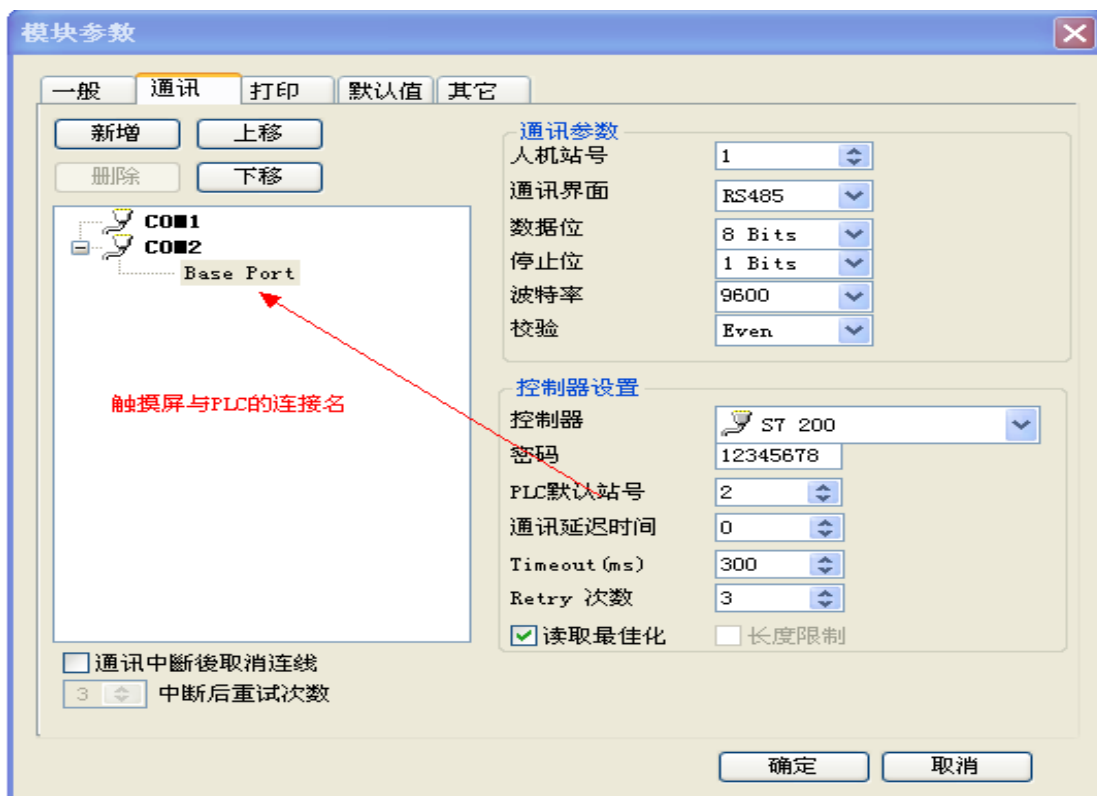 模块参数
一般 通讯 打印 默认值 其它
新增 上移
册除 下移
COM1
COM2
Base Port
触摸屏与PLC的连接名
通讯中斷後取消连线
3 中断后重试次数
通讯参数
人机站号 1
通讯界面 RS485
数据位 8 Bits
停止位 1 Bits
波特率 9600
校验 Even
控制器设置
控制器 S7 200
密码 12345678
PLC默认站号 2
通讯延迟时间 0
Timeout(ms) 300
Retry 次数 3
读取最佳化 长度限制
确定 取消